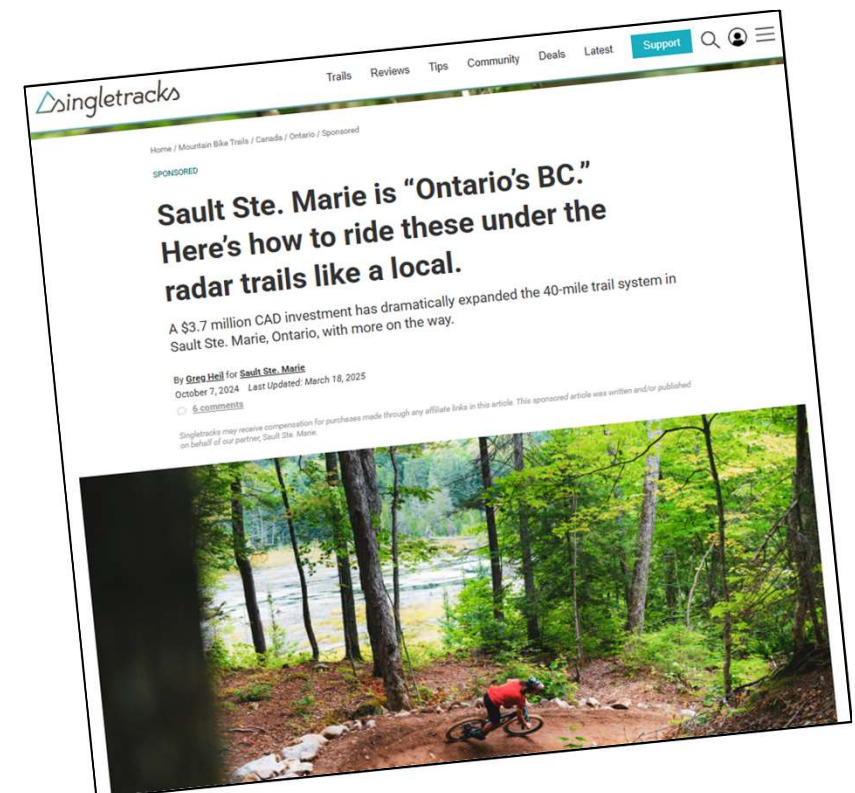 singletracks
Trails Reviews Tips Community Deals Latest Support
Home / Mountain Bike Trails / Canada / Ontario / Sponsored
SPONSORED
Sault Ste. Marie is “Ontario’s BC.”
Here’s how to ride these under the
radar trails like a local.
A $3.7 million CAD investment has dramatically expanded the 40-mile trail system in
Sault Ste. Marie, Ontario, with more on the way.
By Greg Heil for Sault Ste. Marie
October 7, 2024 Last Updated: March 18, 2025
6 comments
Singletracks may receive compensation for purchases made through any affiliate links in this article. This sponsored article was written and/or published
on behalf of our partner, Sault Ste. Marie.